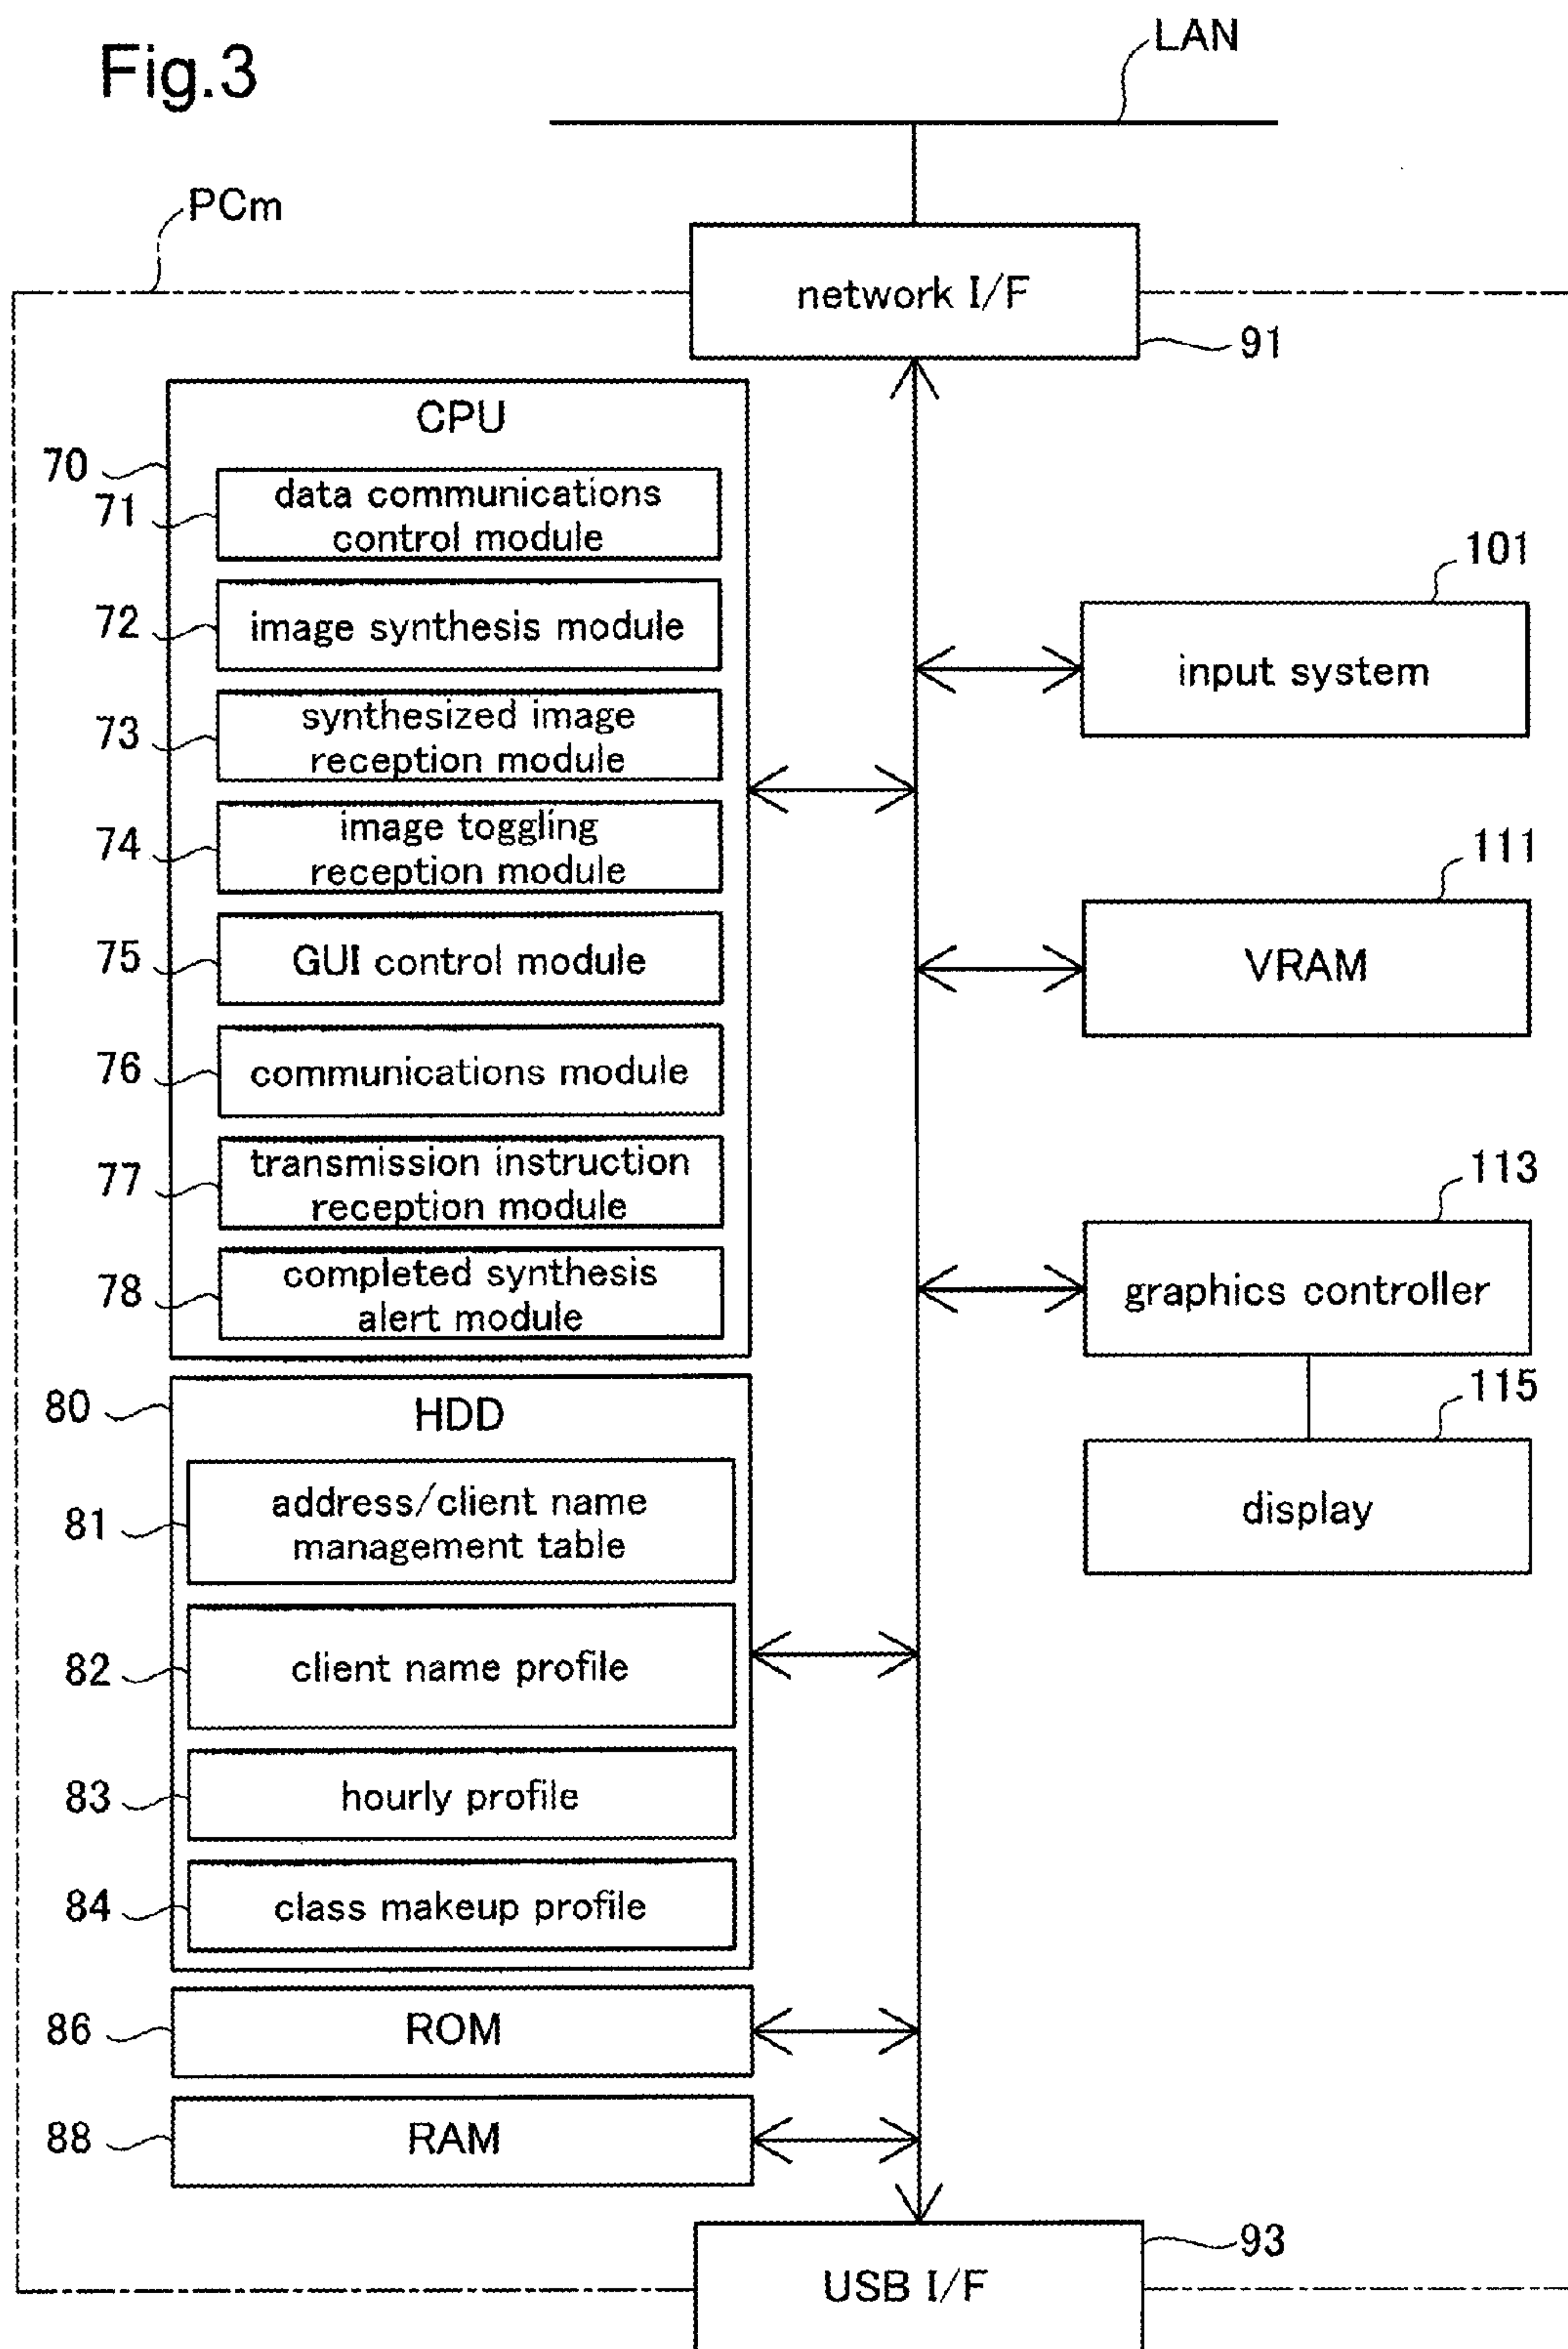 Fig.3
LAN
PCm
network I/F
91
CPU
70
71
data communications
control module
72
image synthesis module
73
synthesized image
reception module
74
image toggling
reception module
75
GUI control module
76
communications module
77
transmission instruction
reception module
78
completed synthesis
alert module
101
input system
111
VRAM
113
graphics controller
115
display
80
HDD
81
address/client name
management table
82
client name profile
83
hourly profile
84
class makeup profile
86
ROM
88
RAM
93
USB I/F